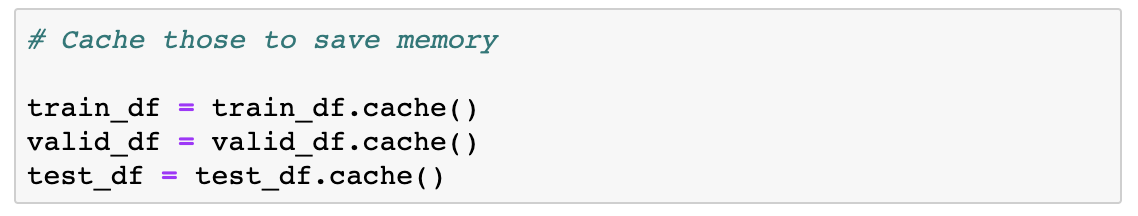 # Cache those to save memory
train_df = train_df.cache()
valid_df = valid_df.cache()
test_df = test_df.cache()